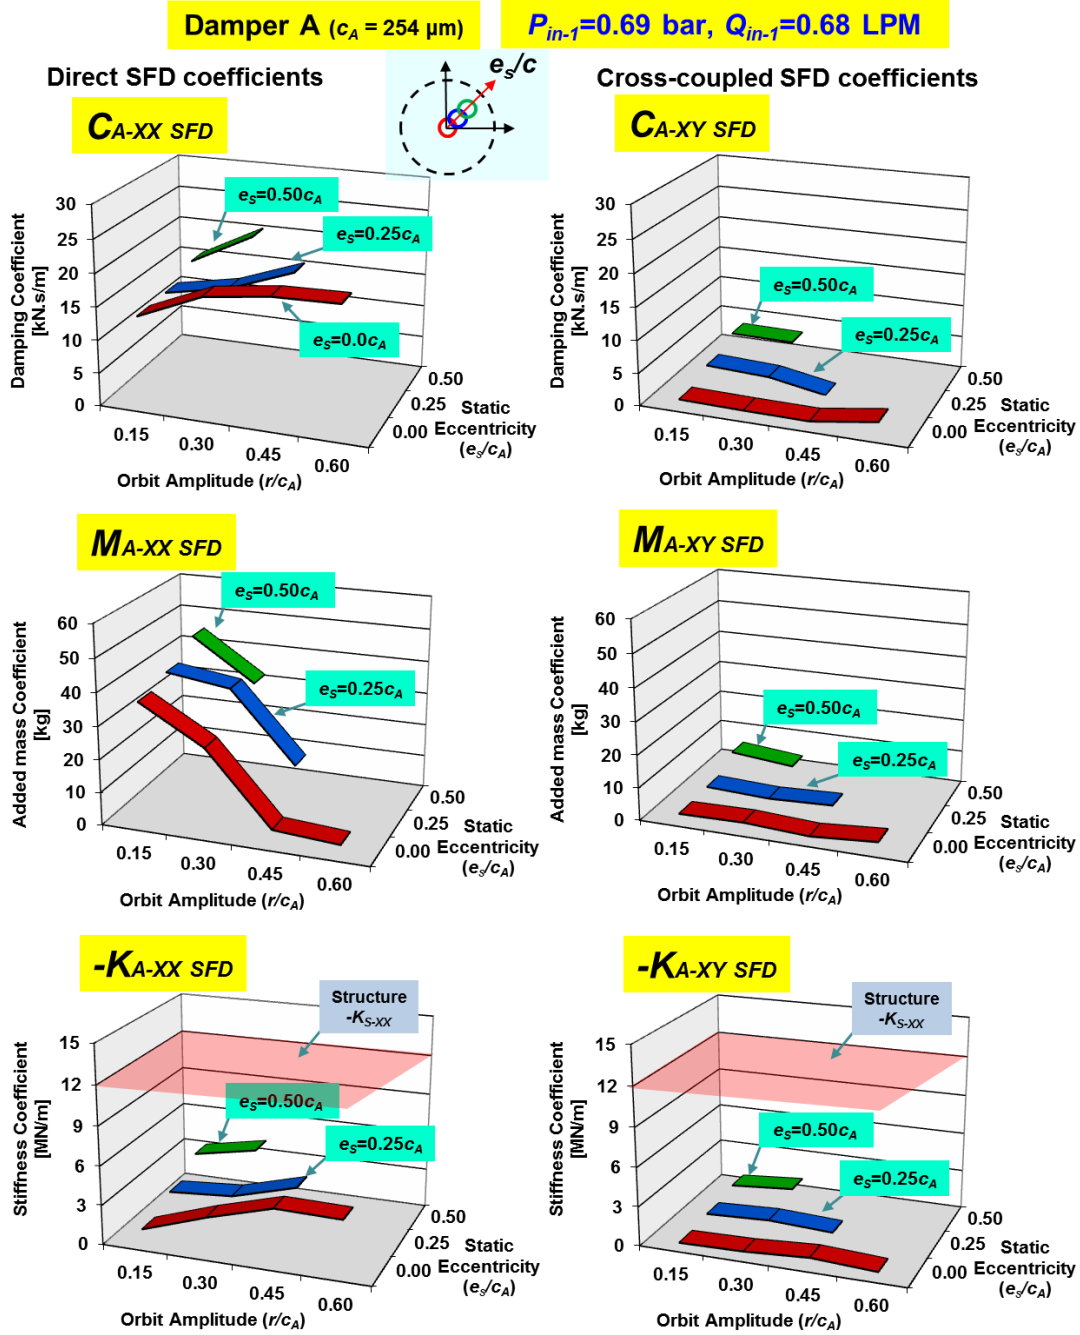 Damper A (cA = 254 µm)
Pin-1=0.69 bar, Qin-1=0.68 LPM
Direct SFD coefficients
es/c
Cross-coupled SFD coefficients
CA-XX SFD
es=0.50cA
es=0.25cA
es=0.0cA
30
25
20
15
10
5
0
Damping Coefficient
[kN.s/m]
0.15
0.30
0.45
0.60
Orbit Amplitude (r/cA)
0.50
0.25
0.00
Static
Eccentricity
(es/cA)
CA-XY SFD
es=0.50cA
es=0.25cA
30
25
20
15
10
5
0
Damping Coefficient
[kN.s/m]
0.15
0.30
0.45
0.60
Orbit Amplitude (r/cA)
0.50
0.25
0.00
Static
Eccentricity
(es/cA)
MA-XX SFD
es=0.50cA
es=0.25cA
60
50
40
30
20
10
0
Added mass Coefficient
[kg]
0.15
0.30
0.45
0.60
Orbit Amplitude (r/cA)
0.50
0.25
0.00
Static
Eccentricity
(es/cA)
MA-XY SFD
es=0.50cA
es=0.25cA
60
50
40
30
20
10
0
Added mass Coefficient
[kg]
0.15
0.30
0.45
0.60
Orbit Amplitude (r/cA)
0.50
0.25
0.00
Static
Eccentricity
(es/cA)
-KA-XX SFD
Structure
-KS-XX
es=0.50cA
es=0.25cA
15
12
9
6
3
0
Stiffness Coefficient
[MN/m]
0.15
0.30
0.45
0.60
Orbit Amplitude (r/cA)
0.50
0.25
0.00
Static
Eccentricity
(es/cA)
-KA-XY SFD
Structure
-KS-XX
es=0.50cA
es=0.25cA
15
12
9
6
3
0
Stiffness Coefficient
[MN/m]
0.15
0.30
0.45
0.60
Orbit Amplitude (r/cA)
0.50
0.25
0.00
Static
Eccentricity
(es/cA)